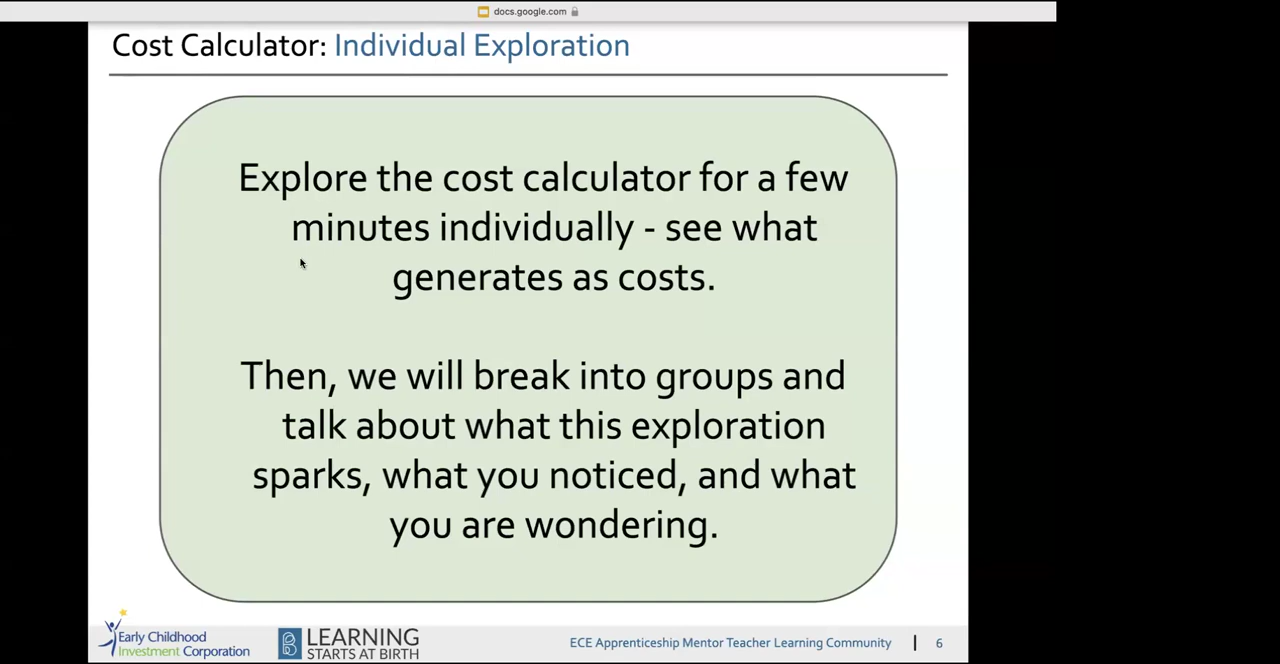 docs.google.com
Cost Calculator: Individual Exploration
Explore the cost calculator for a few
minutes individually - see what
generates as costs.
Then, we will break into groups and
talk about what this exploration
sparks, what you noticed, and what
you are wondering.
Early Childhood
Investment Corporation
LEARNING
STARTS AT BIRTH
ECE Apprenticeship Mentor Teacher Learning Community | 6